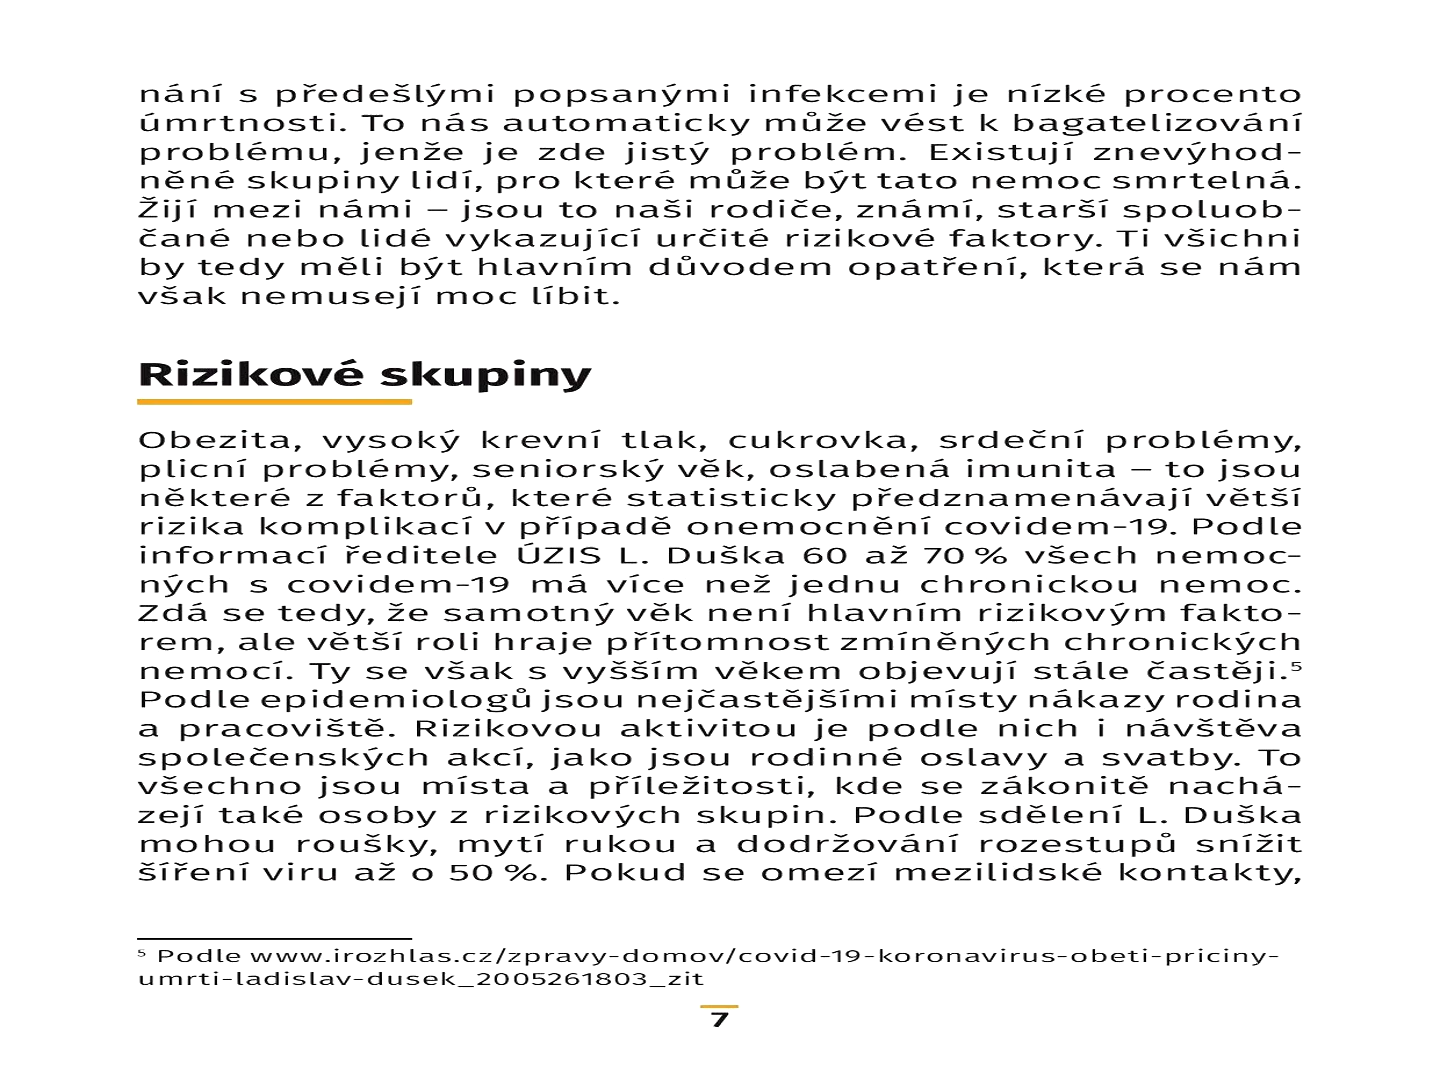 nání s předešlými popsanými infekcemi je nízké procento
úmrtnosti. To nás automaticky může vést k bagatelizování
problému, jenže je zde jistý problém. Existují znevýhod-
něné skupiny lidí, pro které může být tato nemoc smrtelná.
Žijí mezi námi – jsou to naši rodiče, známí, starší spoluob-
čané nebo lidé vykazující určité rizikové faktory. Ti všichni
by tedy měli být hlavním důvodem opatření, která se nám
však nemusejí moc líbit.
Rizikové skupiny
Obezita, vysoký krevní tlak, cukrovka, srdeční problémy,
plicní problémy, seniorský věk, oslabená imunita – to jsou
některé z faktorů, které statisticky předznamenávají větší
rizika komplikací v případě onemocnění covidem-19. Podle
informací ředitele ÚZIS L. Duška 60 až 70 % všech nemoc-
ných s covidem-19 má více než jednu chronickou nemoc.
Zdá se tedy, že samotný věk není hlavním rizikovým fakto-
rem, ale větší roli hraje přítomnost zmíněných chronických
nemocí. Ty se však s vyšším věkem objevují stále častěji.⁵
Podle epidemiologů jsou nejčastějšími místy nákazy rodina
a pracoviště. Rizikovou aktivitou je podle nich i návštěva
společenských akcí, jako jsou rodinné oslavy a svatby. To
všechno jsou místa a příležitosti, kde se zákonitě nachá-
zejí také osoby z rizikových skupin. Podle sdělení L. Duška
mohou roušky, mytí rukou a dodržování rozestupů snížit
šíření viru až o 50 %. Pokud se omezí mezilidské kontakty,
⁵ Podle www.irozhlas.cz/zpravy-domov/covid-19-koronavirus-obeti-priciny-
umrti-ladislav-dusek_2005261803_zit
7